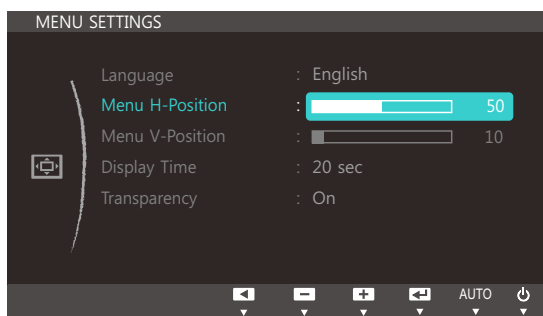 MENU SETTINGS
Language : English
Menu H-Position : 50
Menu V-Position : 10
Display Time : 20 sec
Transparency : On
AUTO